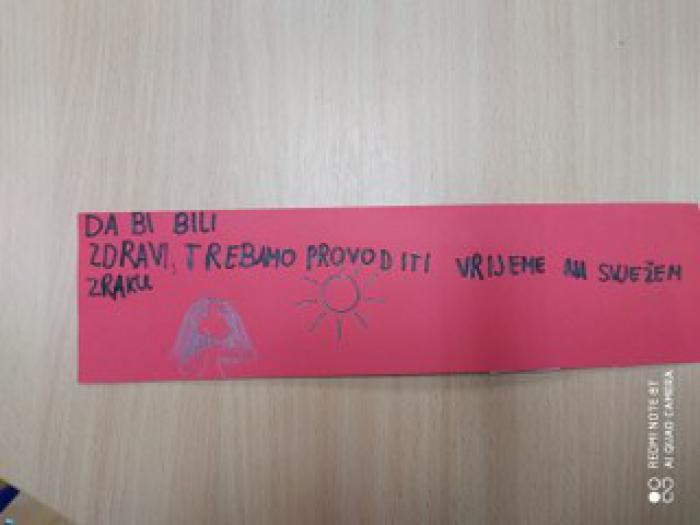 DA BI BILI
ZDRAVI, TREBAMO PROVODITI VRIJEME NA SVJEŽEM
ZRAKU
REDMI NOTE 8T
AI QUAD CAMERA